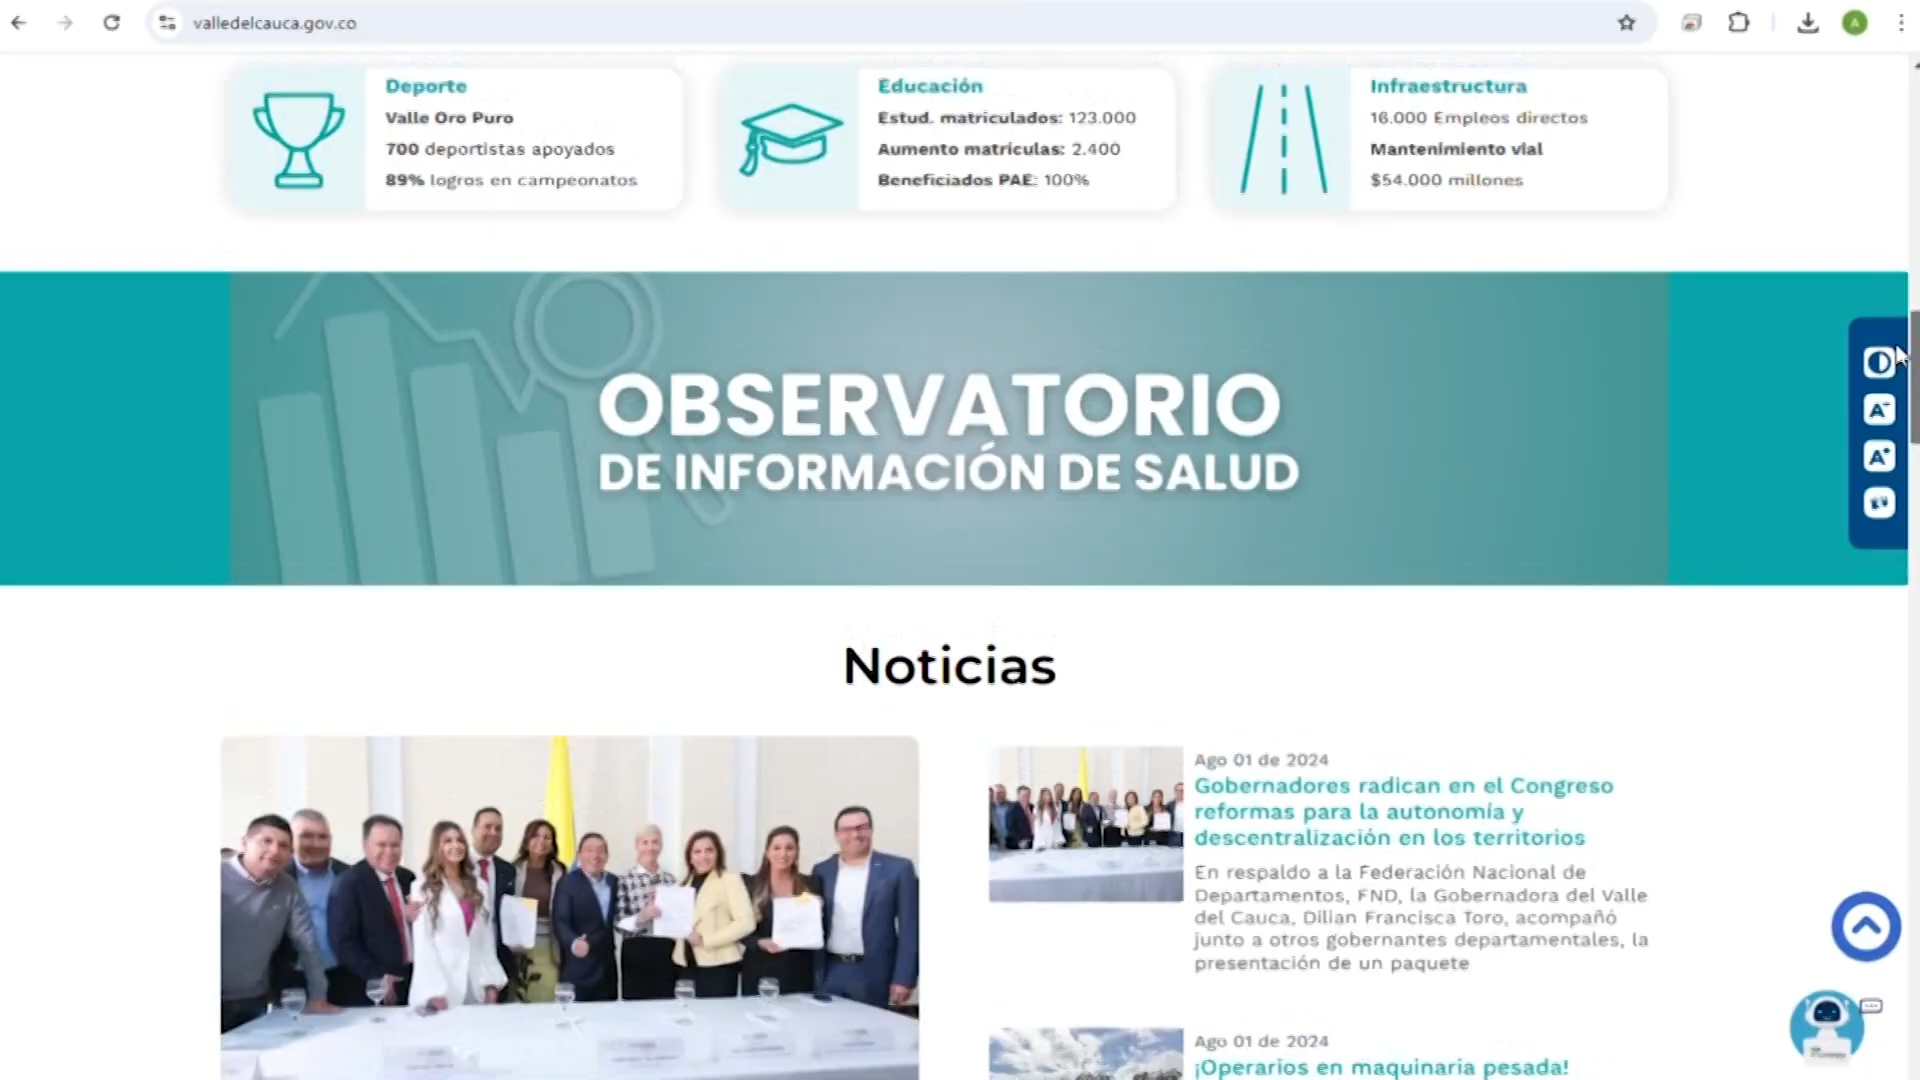 valledelcauca.gov.co
A
Deporte
Valle Oro Puro
700 deportistas apoyados
89% logros en campeonatos
Educación
Estud. matriculados: 123.000
Aumento matrículas: 2.400
Beneficiados PAE: 100%
Infraestructura
16.000 Empleos directos
Mantenimiento vial
$54.000 millones
OBSERVATORIO
DE INFORMACIÓN DE SALUD
A-
A+
Noticias
Ago 01 de 2024
Gobernadores radican en el Congreso
reformas para la autonomía y
descentralización en los territorios
En respaldo a la Federación Nacional de
Departamentos, FND, la Gobernadora del Valle
del Cauca, Dilian Francisca Toro, acompañó
junto a otros gobernantes departamentales, la
presentación de un paquete
Ago 01 de 2024
¡Operarios en maquinaria pesada!